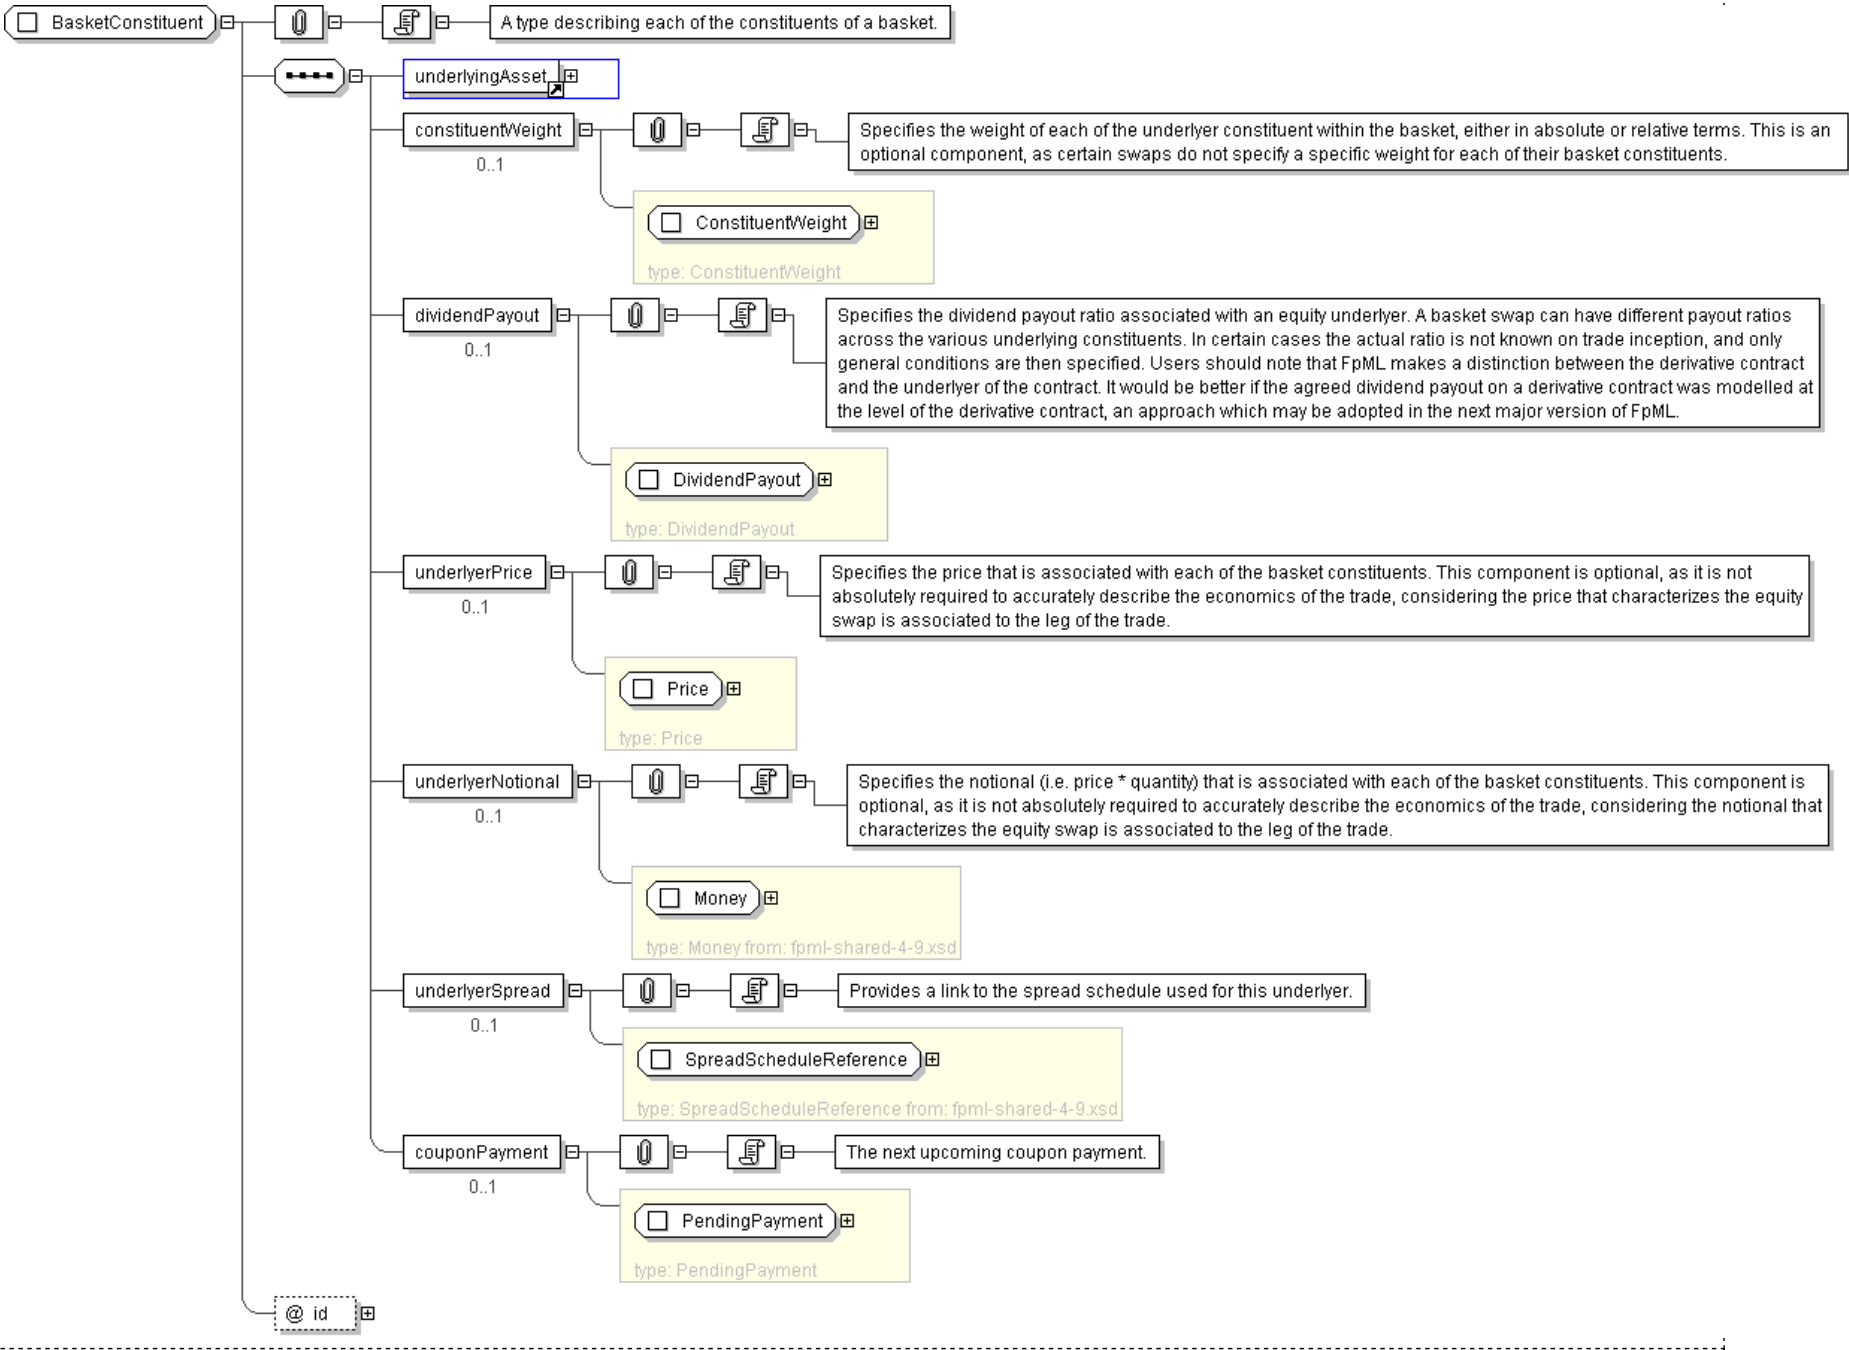 BasketConstituent
A type describing each of the constituents of a basket.
underlyingAsset
constituentWeight
0..1
Specifies the weight of each of the underlyer constituent within the basket, either in absolute or relative terms. This is an
optional component, as certain swaps do not specify a specific weight for each of their basket constituents.
ConstituentWeight
type: ConstituentWeight
dividendPayout
0..1
Specifies the dividend payout ratio associated with an equity underlyer. A basket swap can have different payout ratios
across the various underlying constituents. In certain cases the actual ratio is not known on trade inception, and only
general conditions are then specified. Users should note that FpML makes a distinction between the derivative contract
and the underlyer of the contract. It would be better if the agreed dividend payout on a derivative contract was modelled at
the level of the derivative contract, an approach which may be adopted in the next major version of FpML.
DividendPayout
type: DividendPayout
underlyerPrice
0..1
Specifies the price that is associated with each of the basket constituents. This component is optional, as it is not
absolutely required to accurately describe the economics of the trade, considering the price that characterizes the equity
swap is associated to the leg of the trade.
Price
type: Price
underlyerNotional
0..1
Specifies the notional (i.e. price * quantity) that is associated with each of the basket constituents. This component is
optional, as it is not absolutely required to accurately describe the economics of the trade, considering the notional that
characterizes the equity swap is associated to the leg of the trade.
Money
type: Money from: fpml-shared-4-9.xsd
underlyerSpread
0..1
Provides a link to the spread schedule used for this underlyer.
SpreadScheduleReference
type: SpreadScheduleReference from: fpml-shared-4-9.xsd
couponPayment
0..1
The next upcoming coupon payment.
PendingPayment
type: PendingPayment
@ id